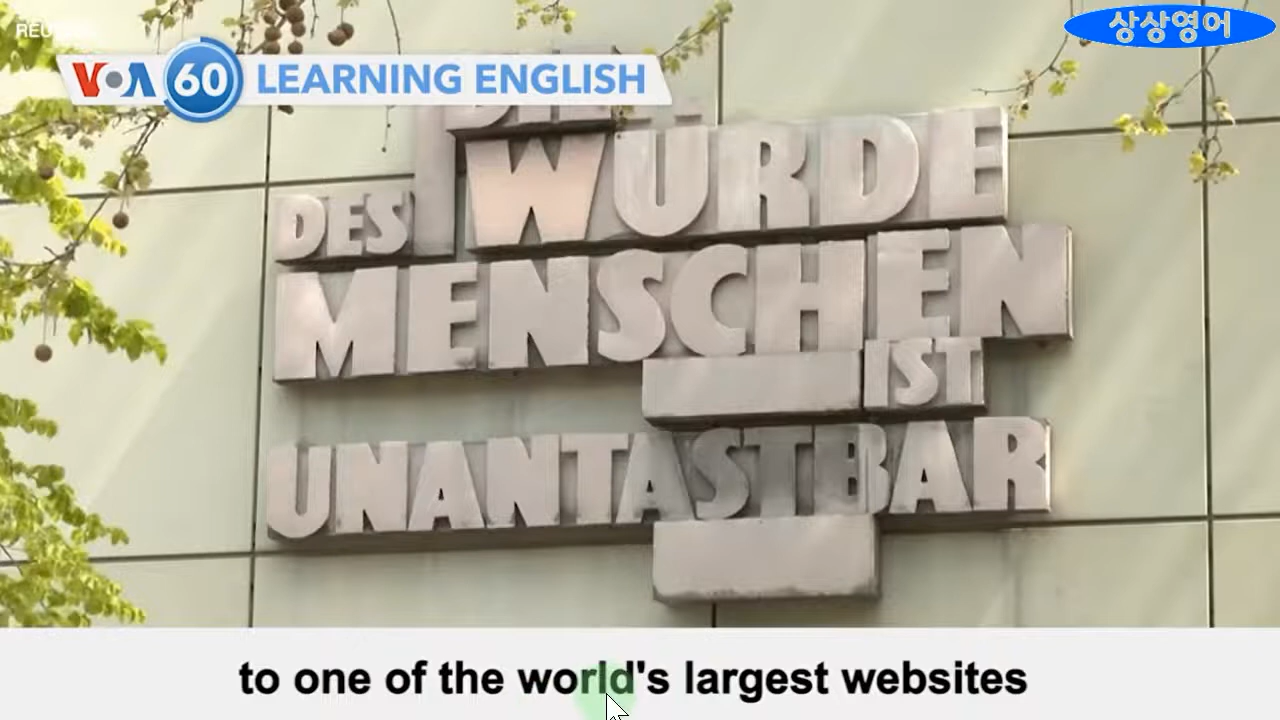 상상영어
VOA 60 LEARNING ENGLISH
DIE
WÜRDE
DES
MENSCHEN
IST
UNANTASTBAR
to one of the world's largest websites